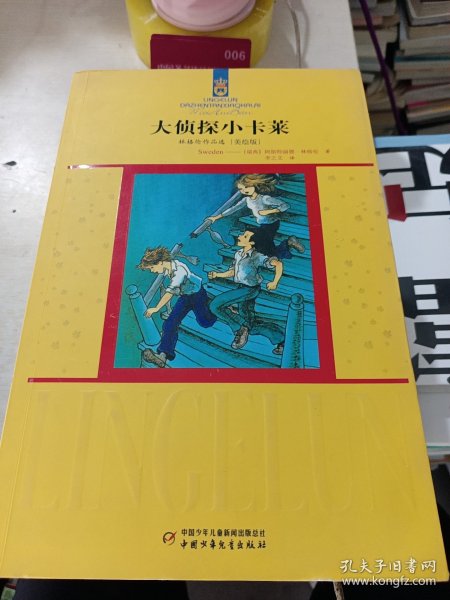 006
LINGELUN
DAZHENTANXIAOKALAI
大侦探小卡莱
林格伦作品选［美绘版］
Sweden——〔瑞典〕阿斯特丽德·林格伦 著
李之义 译
LINGELUN
中国少年儿童新闻出版总社
中国少年儿童出版社
孔夫子旧书网
www.kongfz.com